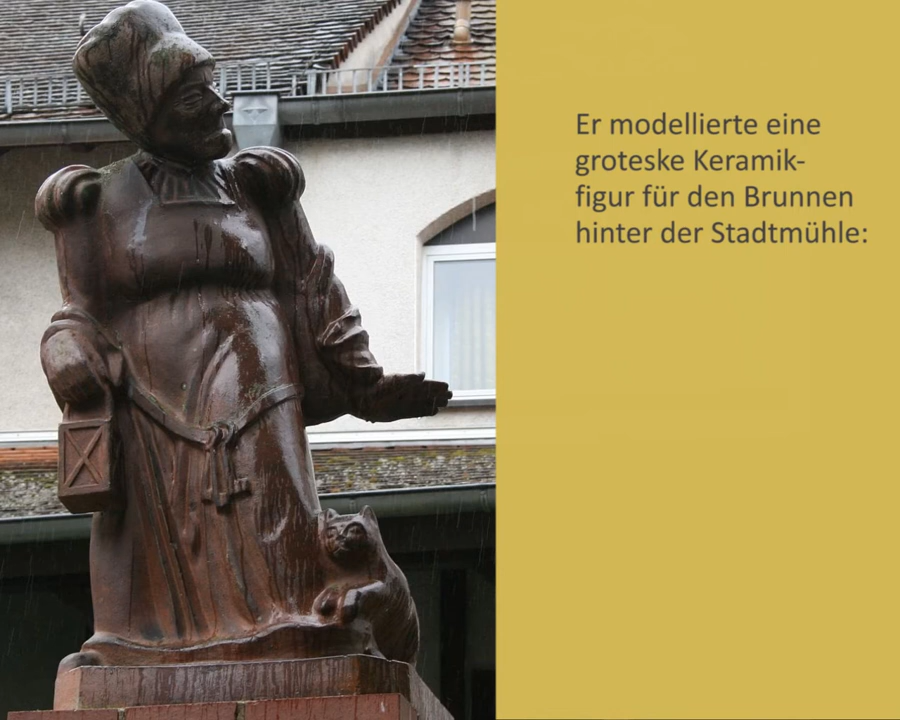 Er modellierte eine
groteske Keramik-
figur für den Brunnen
hinter der Stadtmühle: